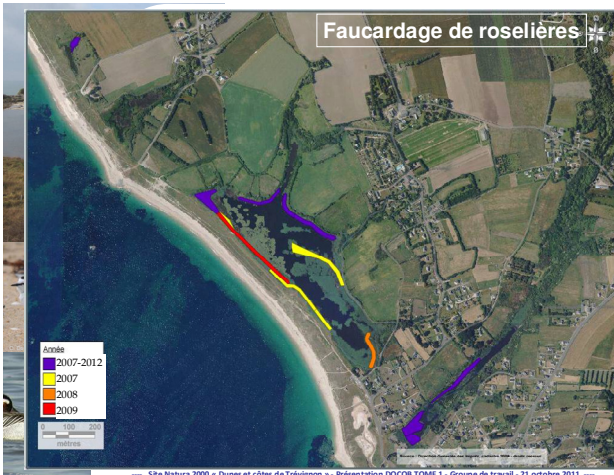 Faucardage de roselières
Année
2007-2012
2007
2008
2009
0 100 200
mètres
Site Natura 2000 « Dunes et côtes de Trévignon » - Présentation DOCOB TOME 1 - Groupe de travail - 21 octobre 2011